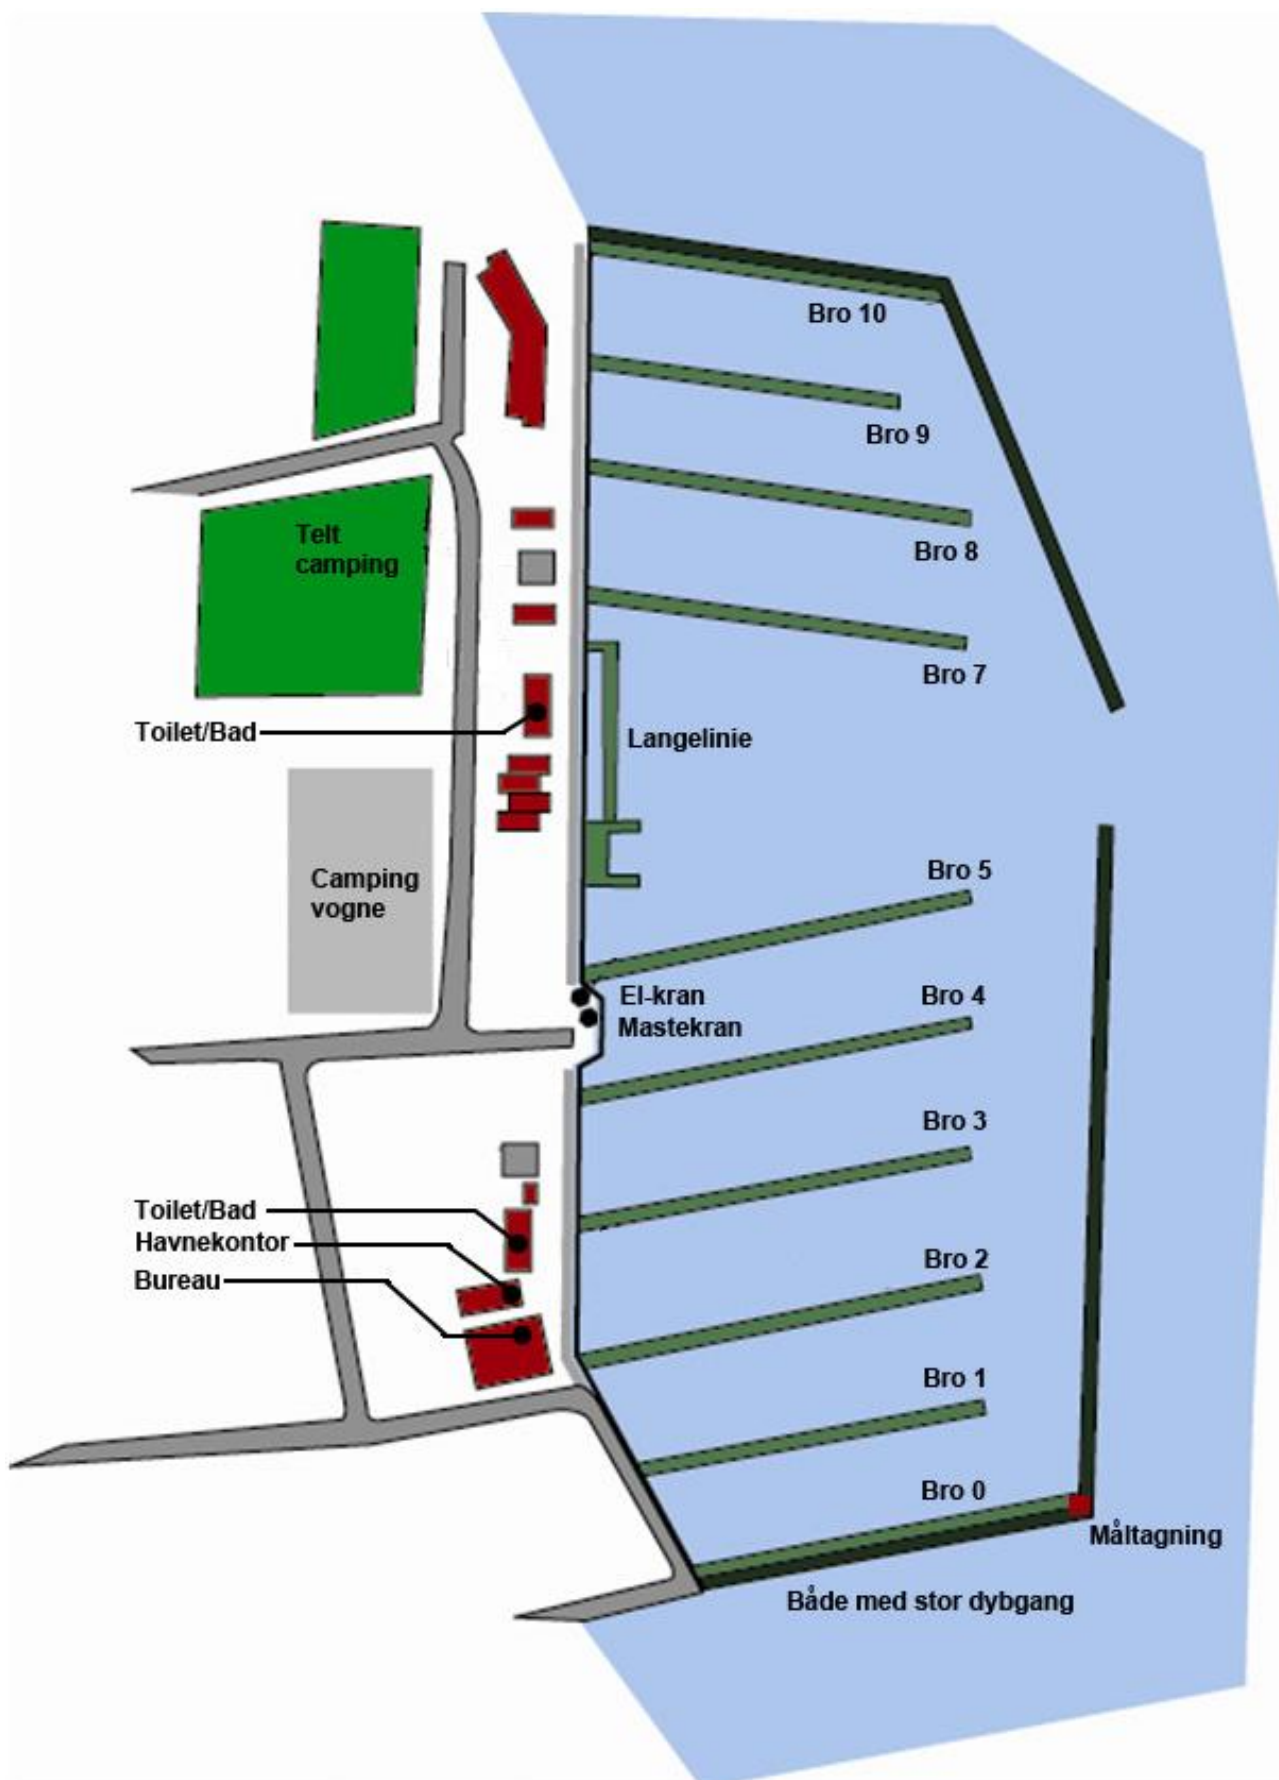 Bro 10
Bro 9
Telt
camping
Bro 8
Bro 7
Toilet/Bad
Langelinie
Camping
vogne
Bro 5
El-kran
Mastekran
Bro 4
Bro 3
Toilet/Bad
Havnekontor
Bureau
Bro 2
Bro 1
Bro 0
Måltagning
Både med stor dybgang